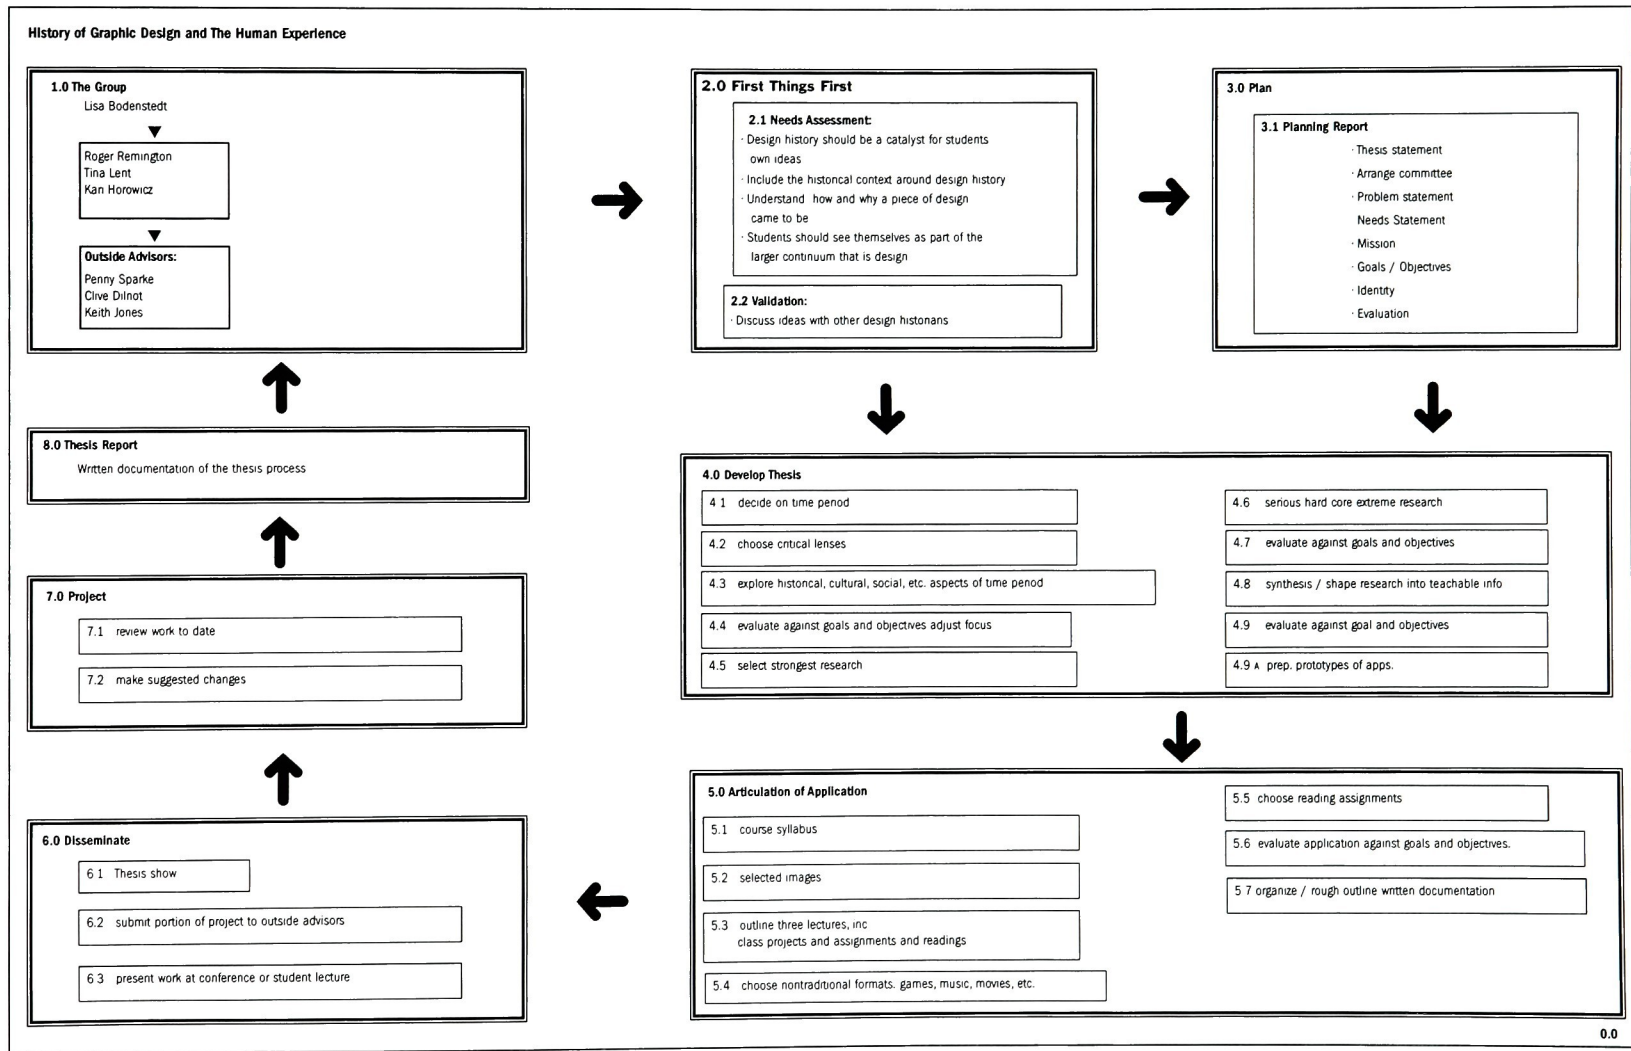 History of Graphic Design and The Human Experience
1.0 The Group
Lisa Bodenstedt
Roger Remington
Tina Lent
Kan Horowicz
Outside Advisors:
Penny Sparke
Clive Dilnot
Keith Jones
2.0 First Things First
2.1 Needs Assessment:
· Design history should be a catalyst for students
own ideas
· Include the historical context around design history
· Understand how and why a piece of design
came to be
· Students should see themselves as part of the
larger continuum that is design
2.2 Validation:
· Discuss ideas with other design historians
3.0 Plan
3.1 Planning Report
· Thesis statement
· Arrange committee
· Problem statement
Needs Statement
· Mission
· Goals / Objectives
· Identity
· Evaluation
4.0 Develop Thesis
4 1 decide on time period
4.2 choose critical lenses
4.3 explore historical, cultural, social, etc. aspects of time period
4.4 evaluate against goals and objectives adjust focus
4.5 select strongest research
4.6 serious hard core extreme research
4.7 evaluate against goals and objectives
4.8 synthesis / shape research into teachable info
4.9 evaluate against goal and objectives
4.9 A prep. prototypes of apps.
5.0 Articulation of Application
5.1 course syllabus
5.2 selected images
5.3 outline three lectures, inc
class projects and assignments and readings
5.4 choose nontraditional formats. games, music, movies, etc.
5.5 choose reading assignments
5.6 evaluate application against goals and objectives.
5 7 organize / rough outline written documentation
6.0 Disseminate
6 1 Thesis show
6.2 submit portion of project to outside advisors
6 3 present work at conference or student lecture
7.0 Project
7.1 review work to date
7.2 make suggested changes
8.0 Thesis Report
Written documentation of the thesis process
0.0